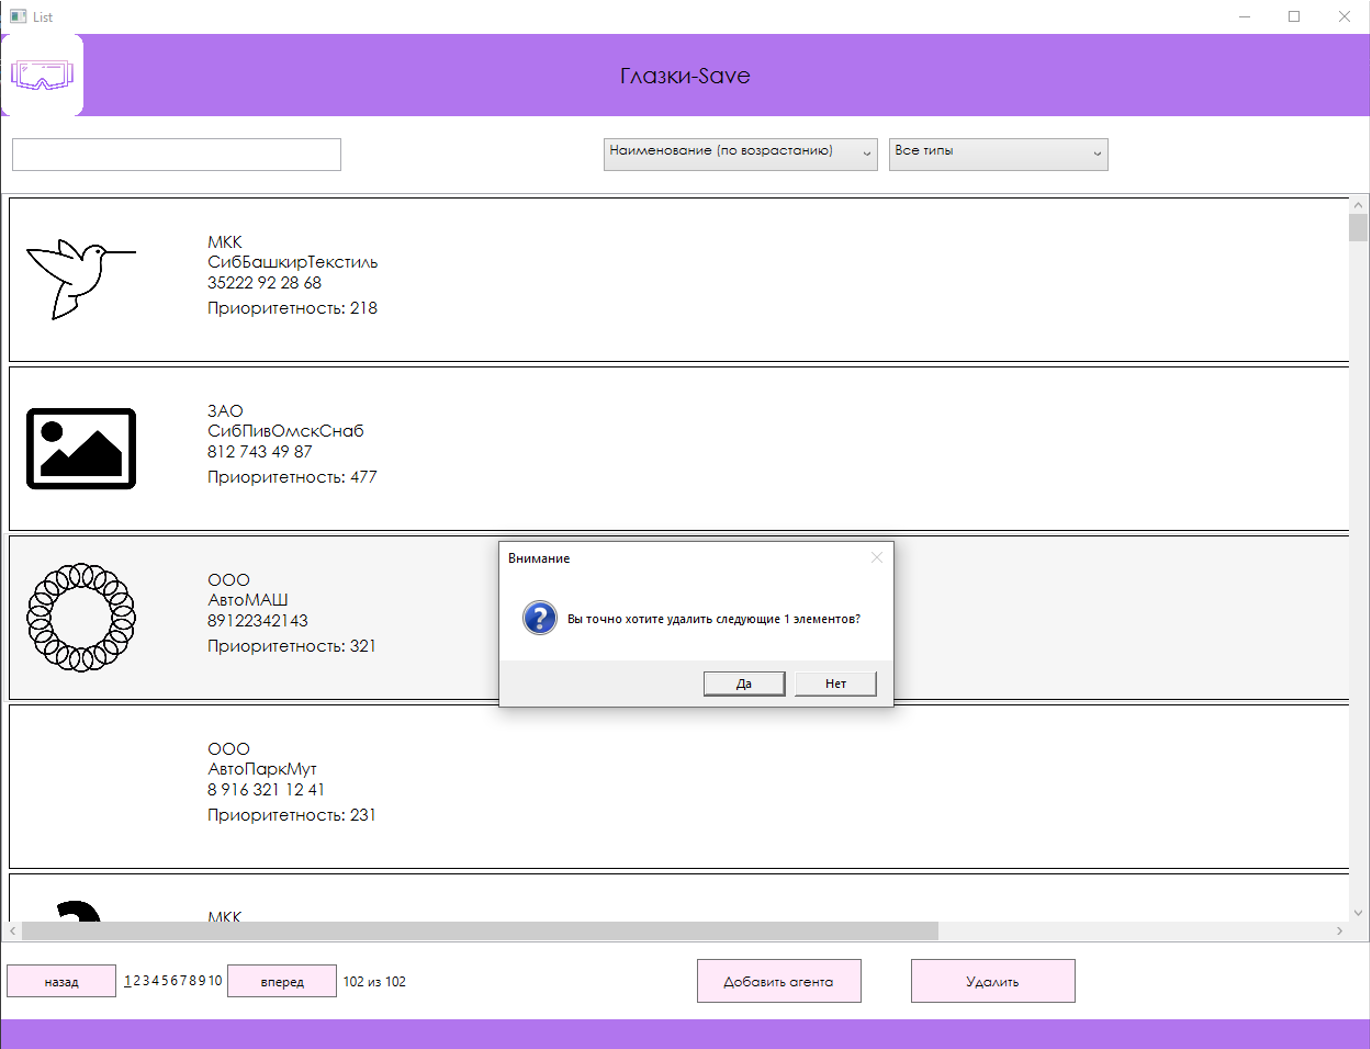 List
Глазки-Save
Наименование (по возрастанию)
Все типы
МКК
СибБашкирТекстиль
35222 92 28 68
Приоритетность: 218
ЗАО
СибПивОмскСнаб
812 743 49 87
Приоритетность: 477
ООО
АвтоМАШ
89122342143
Приоритетность: 321
Внимание
Вы точно хотите удалить следующие 1 элементов?
Да
Нет
ООО
АвтоПаркМут
8 916 321 12 41
Приоритетность: 231
МКК
назад
1 2 3 4 5 6 7 8 9 10
вперед
102 из 102
Добавить агента
Удалить